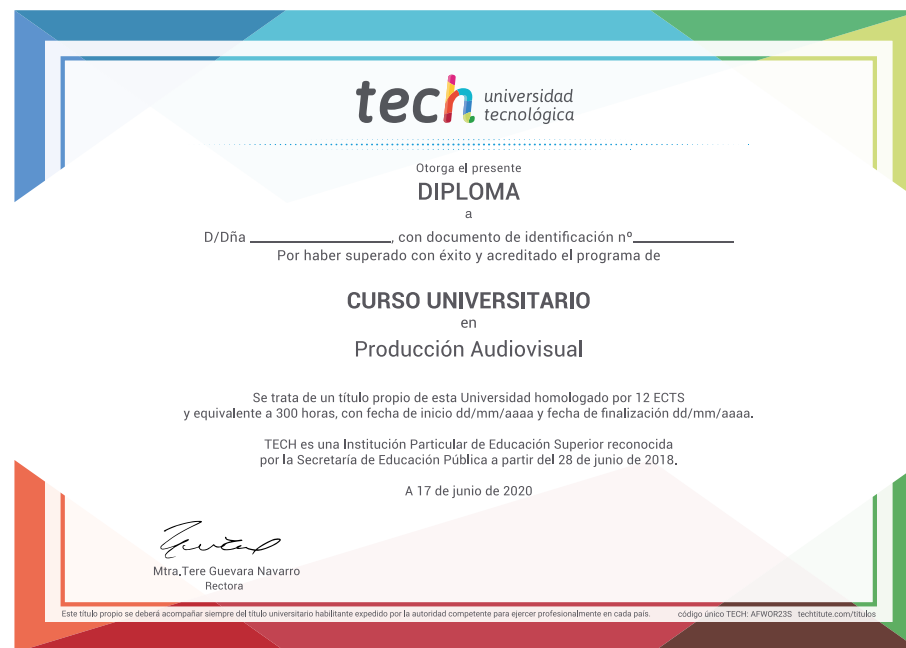 tech universidad
tecnológica
Otorga el presente
DIPLOMA
a
D/Dña ________________, con documento de identificación nº____________
Por haber superado con éxito y acreditado el programa de
CURSO UNIVERSITARIO
en
Producción Audiovisual
Se trata de un título propio de esta Universidad homologado por 12 ECTS
y equivalente a 300 horas, con fecha de inicio dd/mm/aaaa y fecha de finalización dd/mm/aaaa.
TECH es una Institución Particular de Educación Superior reconocida
por la Secretaría de Educación Pública a partir del 28 de junio de 2018.
A 17 de junio de 2020
Mtra.Tere Guevara Navarro
Rectora
Este título propio se deberá acompañar siempre del título universitario habilitante expedido por la autoridad competente para ejercer profesionalmente en cada país. código único TECH: AFWOR23S techtitute.com/titulos